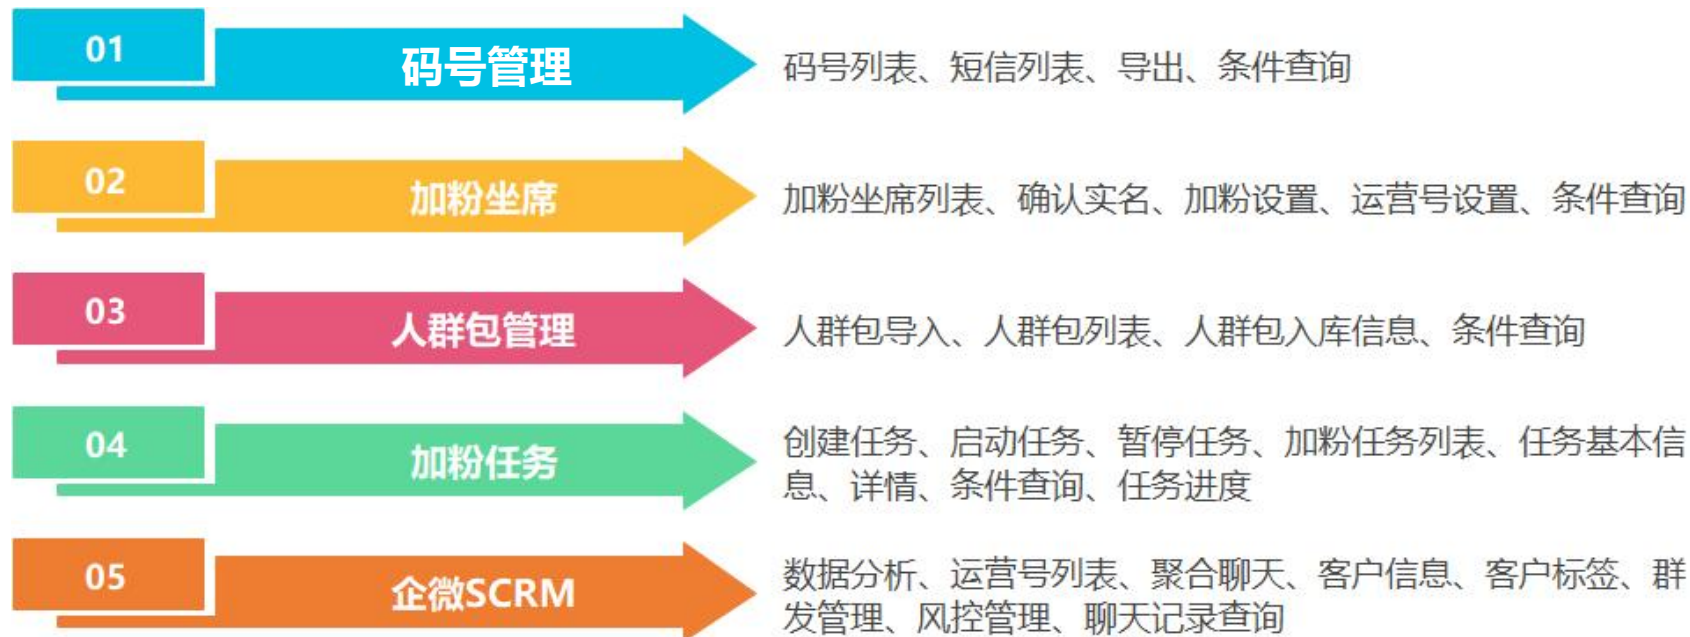 01
码号管理
码号列表、短信列表、导出、条件查询
02
加粉坐席
加粉坐席列表、确认实名、加粉设置、运营号设置、条件查询
03
人群包管理
人群包导入、人群包列表、人群包入库信息、条件查询
04
加粉任务
创建任务、启动任务、暂停任务、加粉任务列表、任务基本信
息、详情、条件查询、任务进度
05
企微SCRM
数据分析、运营号列表、聚合聊天、客户信息、客户标签、群
发管理、风控管理、聊天记录查询